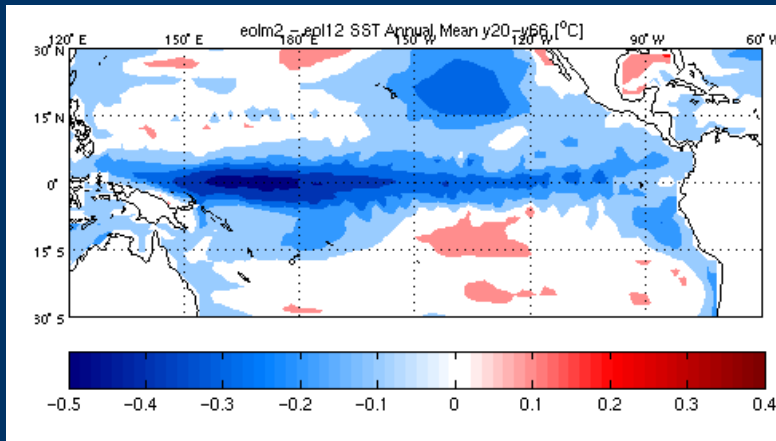 eolm2 - eol12 SST Annual Mean y20-y66 [°C]
120°E 150°E 180°E 150°W 120°W 90°W 60°W
30°N
15°N
0°
15°S
30°S
-0.5 -0.4 -0.3 -0.2 -0.1 0 0.1 0.2 0.3 0.4